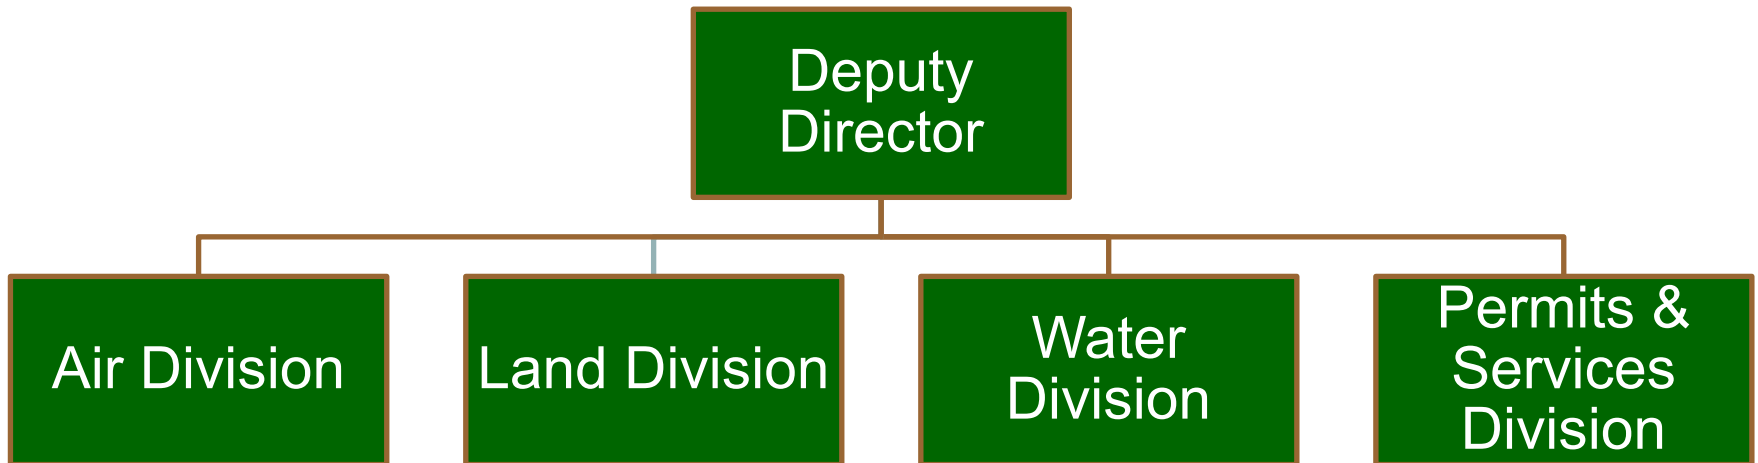 Deputy
Director
Air Division
Land Division
Water
Division
Permits &
Services
Division